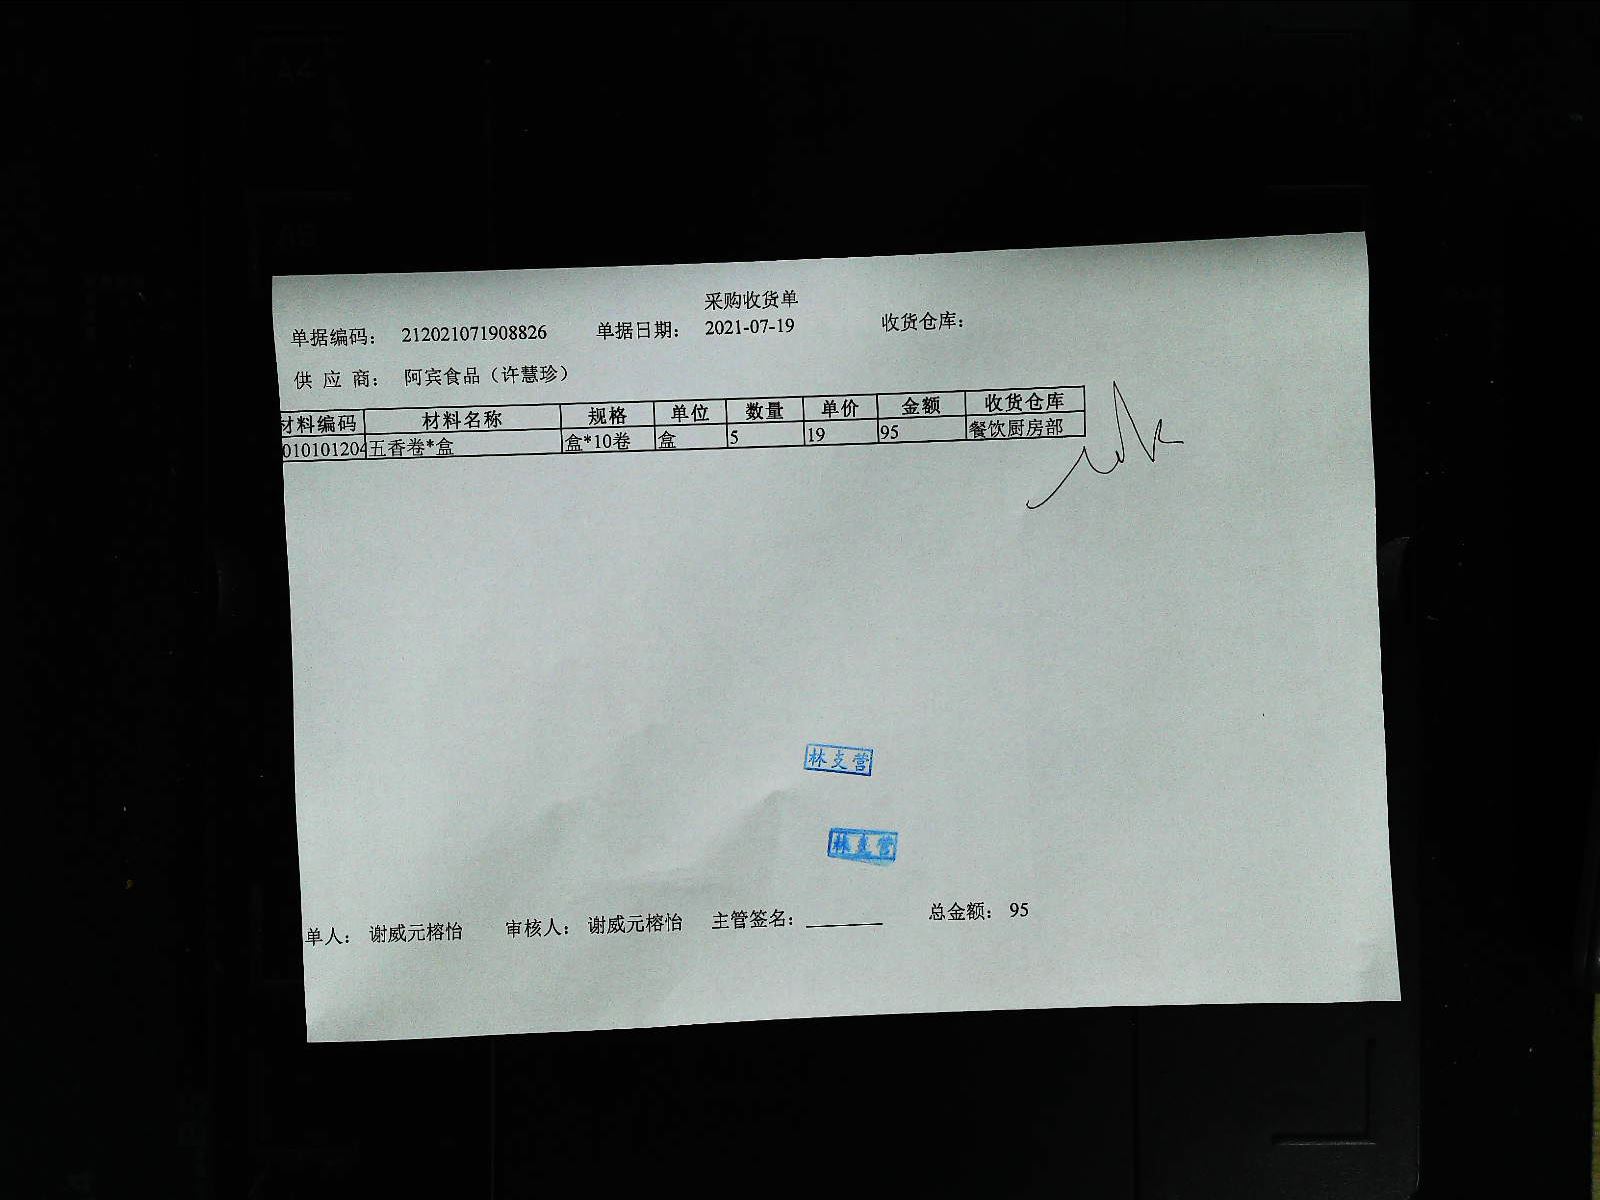 采购收货单
单据编码： 212021071908826 单据日期： 2021-07-19 收货仓库：
供 应 商： 阿宾食品（许慧珍）
材料编码 材料名称 规格 单位 数量 单价 金额 收货仓库
010101204 五香卷*盒 盒*10卷 盒 5 19 95 餐饮厨房部
林支营
林支营
单人： 谢威元榕怡 审核人： 谢威元榕怡 主管签名：________ 总金额： 95